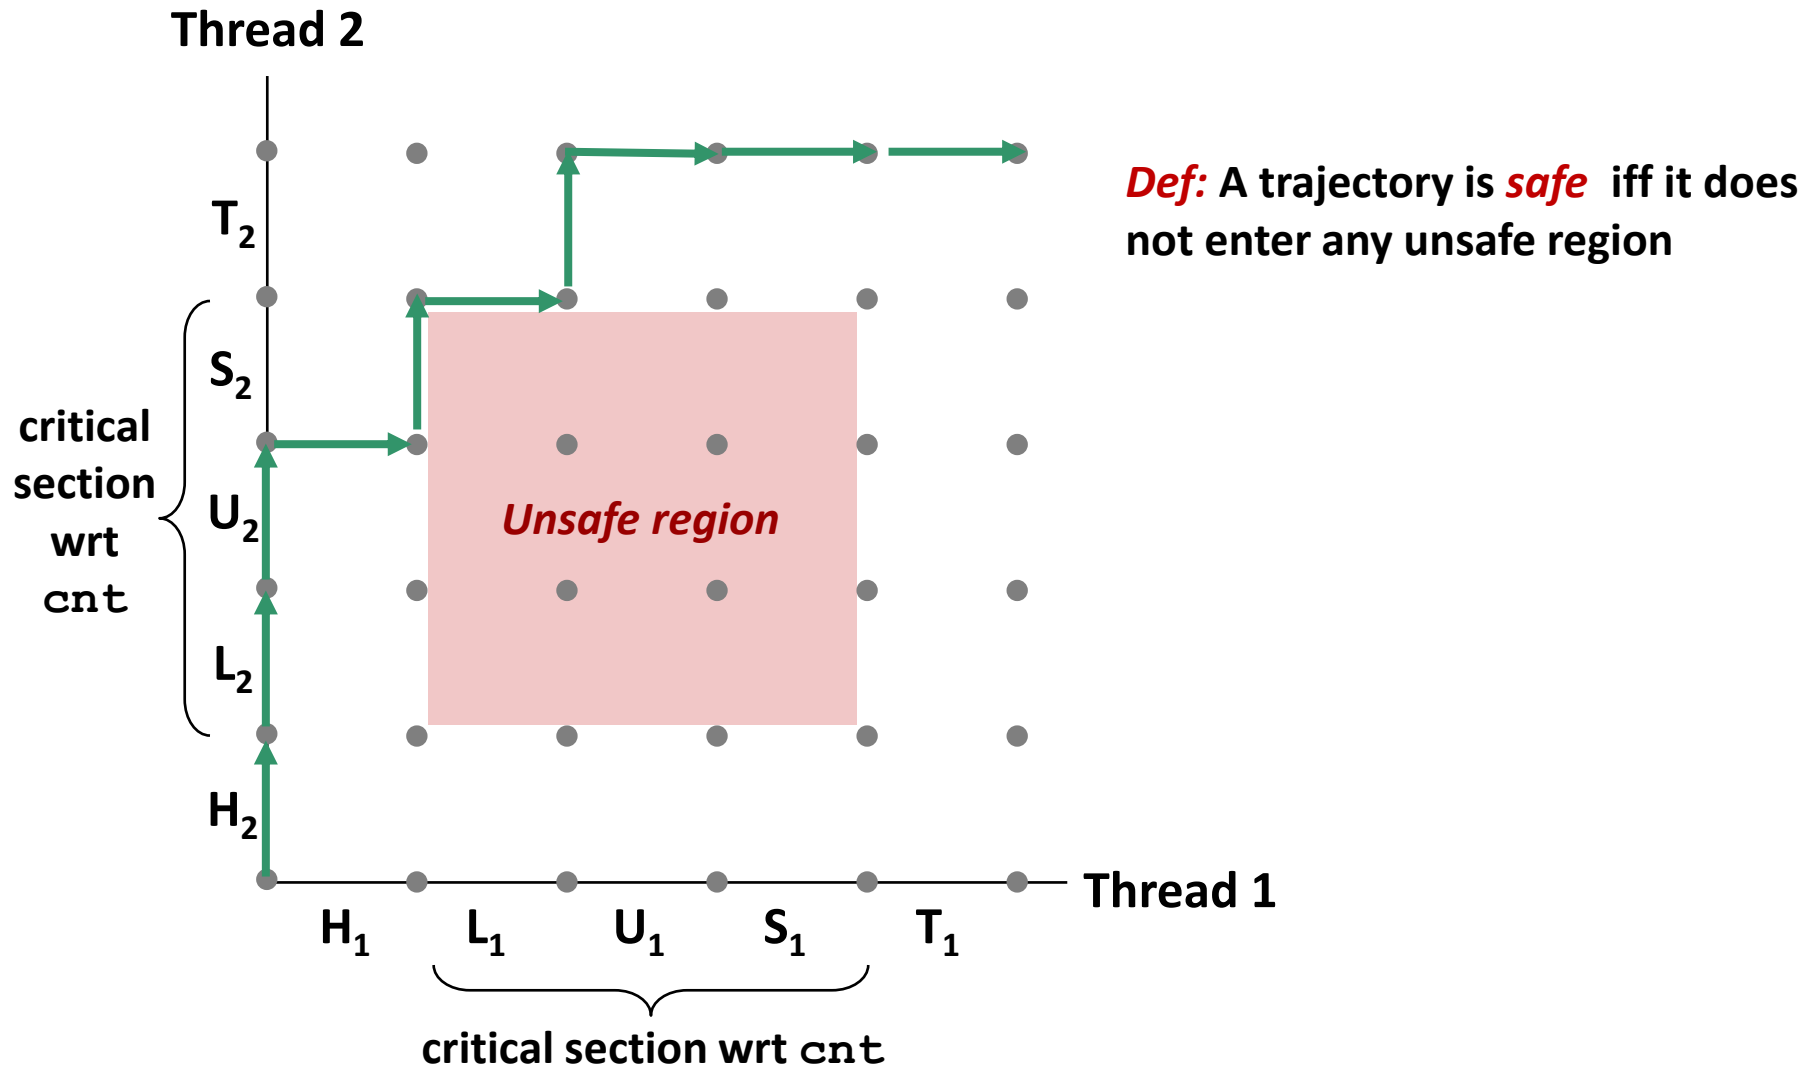 Thread 2
Def: A trajectory is safe iff it does
not enter any unsafe region
T2
S2
critical
section
wrt
cnt
U2
Unsafe region
L2
H2
Thread 1
H1 L1 U1 S1 T1
critical section wrt cnt